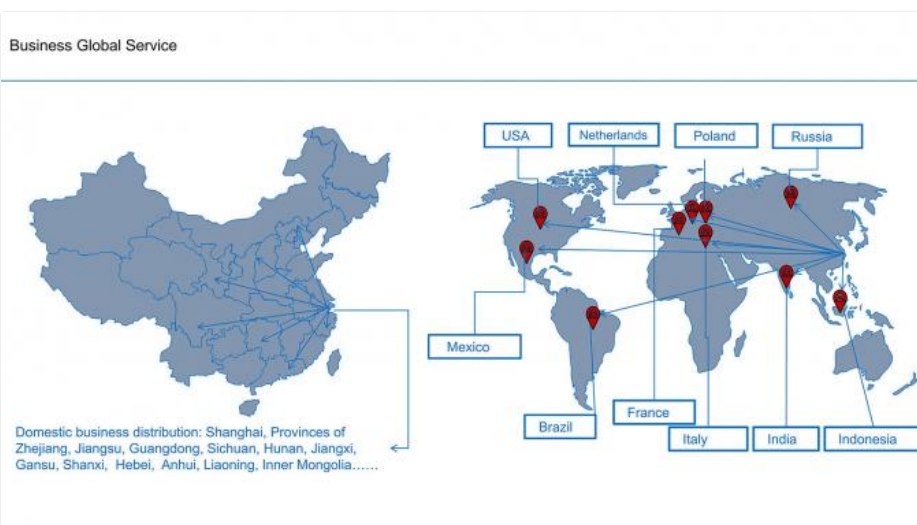 Business Global Service
USA
Netherlands
Poland
Russia
Mexico
Brazil
France
Italy
India
Indonesia
Domestic business distribution: Shanghai, Provinces of
Zhejiang, Jiangsu, Guangdong, Sichuan, Hunan, Jiangxi,
Gansu, Shanxi, Hebei, Anhui, Liaoning, Inner Mongolia……